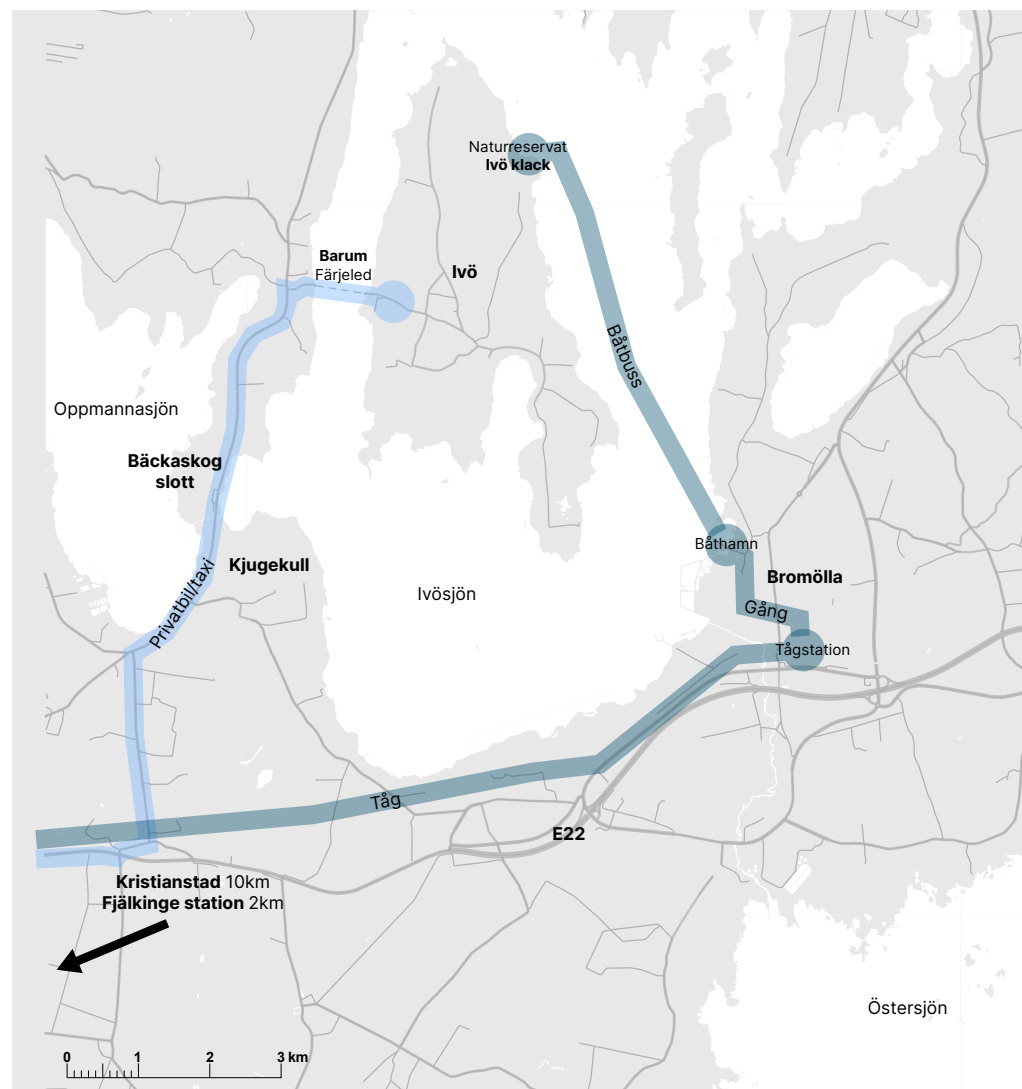 Naturreservat
Ivö klack
Barum
Färjeled
Ivö
Båtbuss
Oppmannasjön
Bäckaskog
slott
Kjugekull
Privatbil/taxi
Ivösjön
Båthamn
Bromölla
Gång
Tågstation
Tåg
E22
Kristianstad 10km
Fjälkinge station 2km
Östersjön
0 1 2 3 km